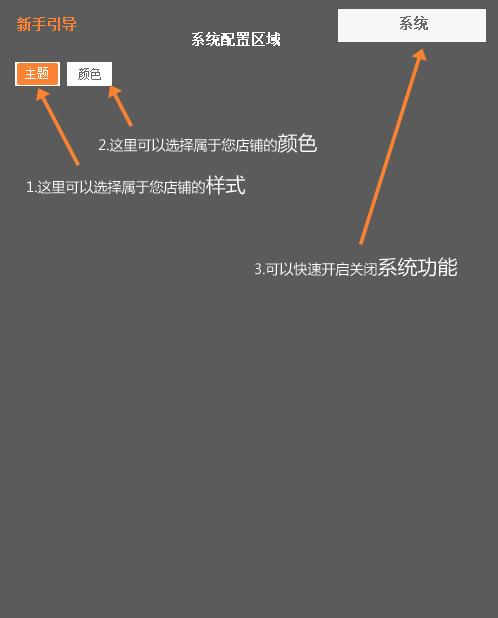 新手引导
系统
系统配置区域
主题
颜色
2.这里可以选择属于您店铺的颜色
1.这里可以选择属于您店铺的样式
3.可以快速开启关闭系统功能